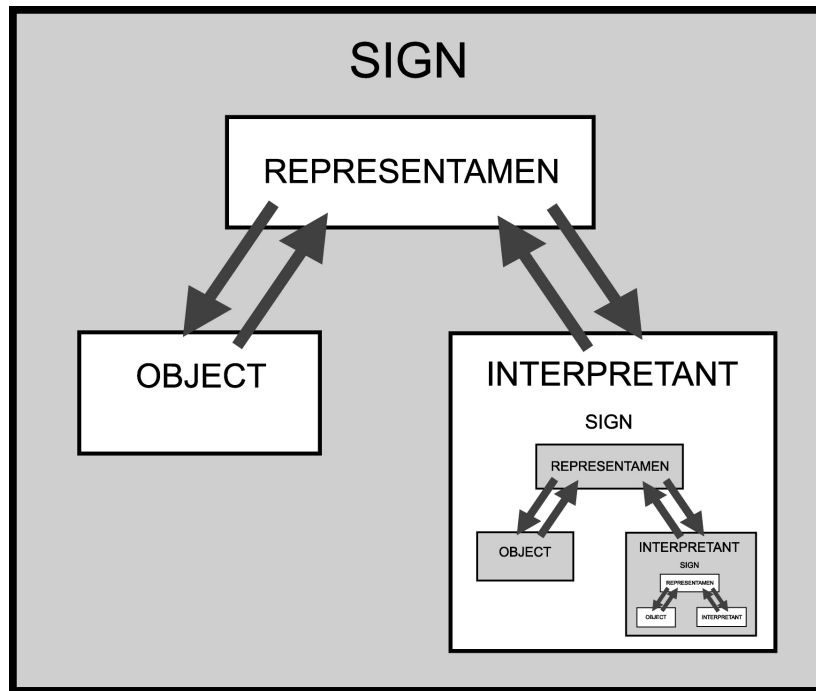 SIGN
REPRESENTAMEN
OBJECT
INTERPRETANT
SIGN
REPRESENTAMEN
OBJECT
INTERPRETANT
SIGN
REPRESENTAMEN
OBJECT
INTERPRETANT